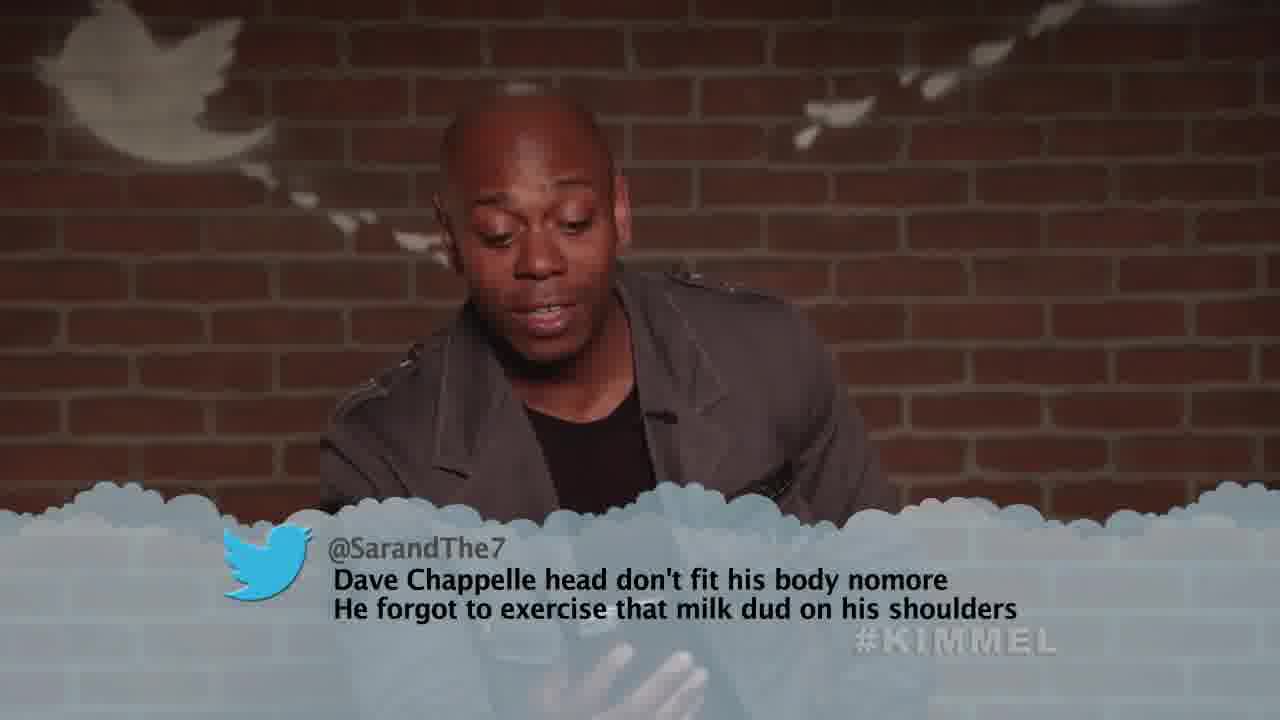 @SarandThe7
Dave Chappelle head don't fit his body nomore
He forgot to exercise that milk dud on his shoulders
#KIMMEL